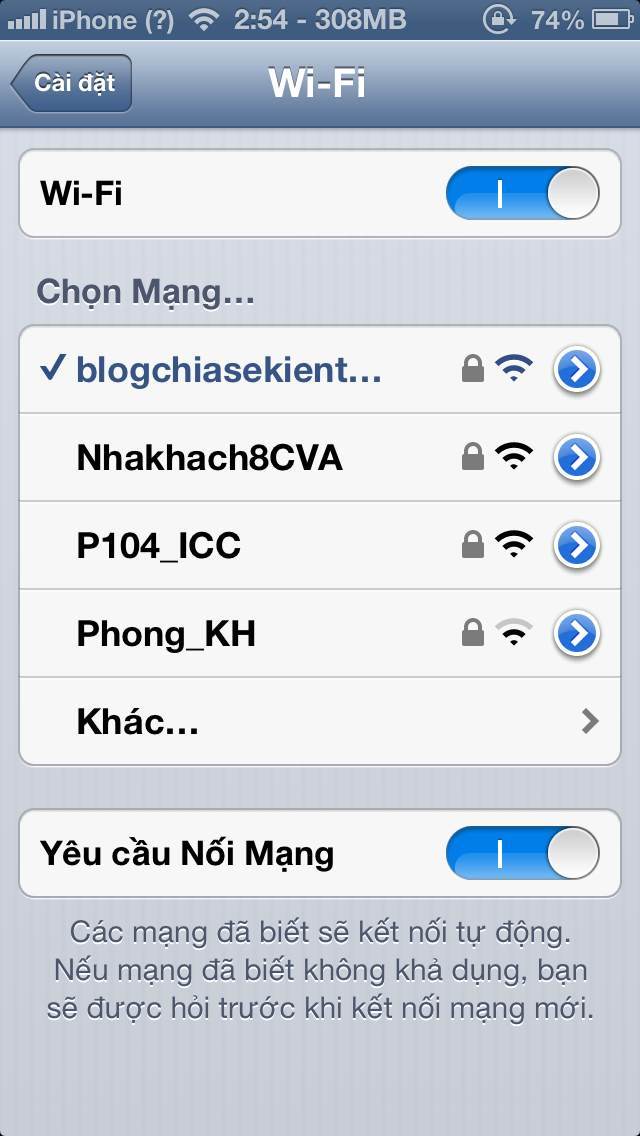 iPhone (?) 2:54 - 308MB 74%
Cài đặt Wi-Fi
Wi-Fi
Chọn Mạng...
blogchiasekient...
Nhakhach8CVA
P104_ICC
Phong_KH
Khác...
Yêu cầu Nối Mạng
Các mạng đã biết sẽ kết nối tự động.
Nếu mạng đã biết không khả dụng, bạn
sẽ được hỏi trước khi kết nối mạng mới.